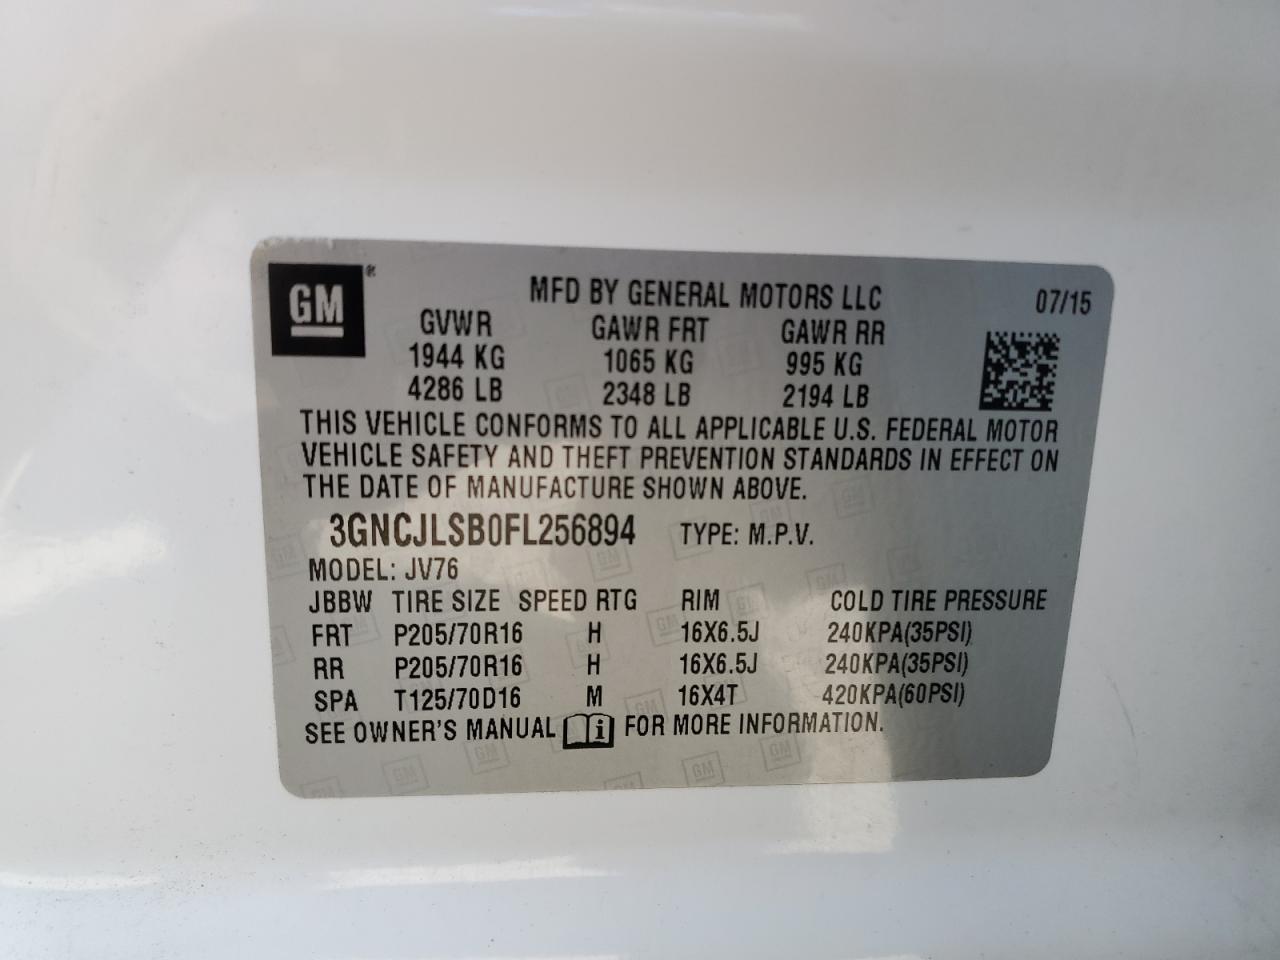 GM®
MFD BY GENERAL MOTORS LLC 07/15
GVWR GAWR FRT GAWR RR
1944 KG 1065 KG 995 KG
4286 LB 2348 LB 2194 LB
THIS VEHICLE CONFORMS TO ALL APPLICABLE U.S. FEDERAL MOTOR
VEHICLE SAFETY AND THEFT PREVENTION STANDARDS IN EFFECT ON
THE DATE OF MANUFACTURE SHOWN ABOVE.
3GNCJLSB0FL256894 TYPE: M.P.V.
MODEL: JV76
JBBW TIRE SIZE SPEED RTG RIM COLD TIRE PRESSURE
FRT P205/70R16 H 16X6.5J 240KPA(35PSI)
RR P205/70R16 H 16X6.5J 240KPA(35PSI)
SPA T125/70D16 M 16X4T 420KPA(60PSI)
SEE OWNER'S MANUAL i FOR MORE INFORMATION.